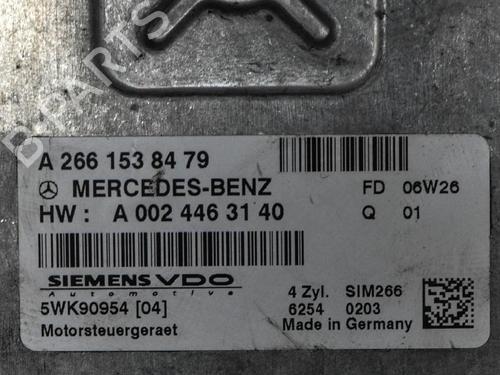 B-PARTS
A 266 153 84 79
MERCEDES-BENZ FD 06W26
HW : A 002 446 31 40 Q 01
SIEMENS VDO
Automotive
4 Zyl. SIM266
5WK90954 [04] 6254 0203
Motorsteuergeraet Made in Germany